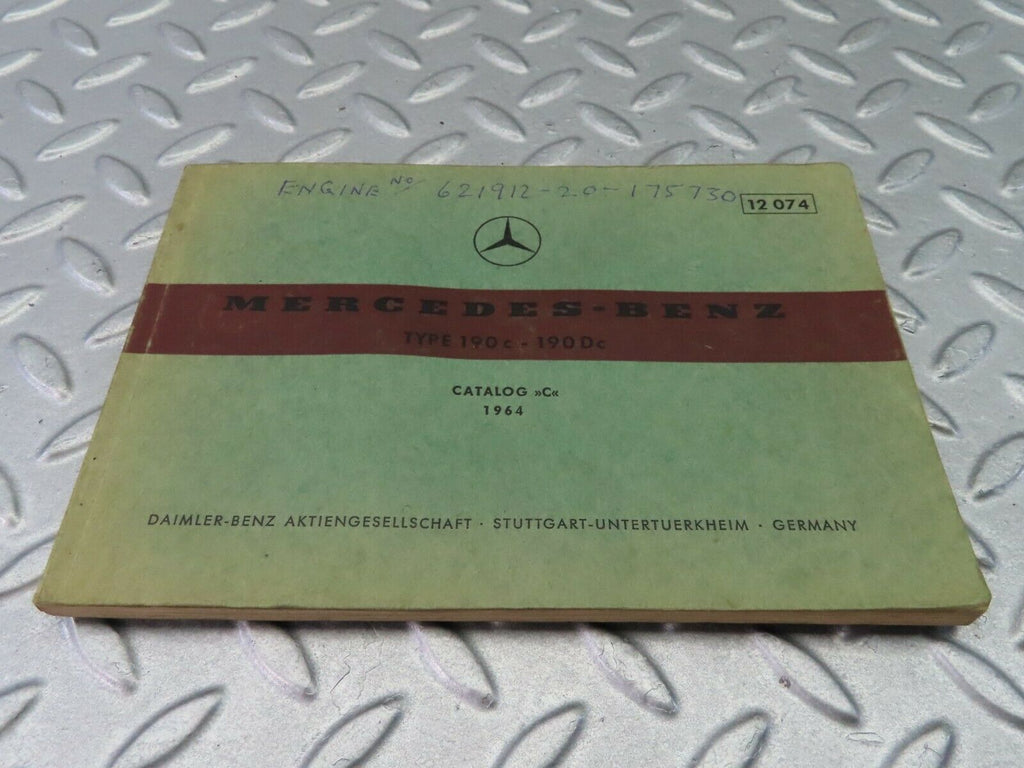 ENGINE No 621912-20-175730
12 074
MERCEDES-BENZ
TYPE 190 c - 190 Dc
CATALOG »C«
1964
DAIMLER-BENZ AKTIENGESELLSCHAFT · STUTTGART-UNTERTUERKHEIM · GERMANY